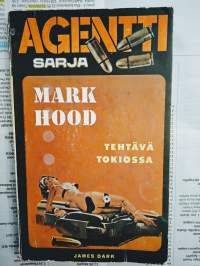 AGENTTI
SARJA
MARK
HOOD
TEHTÄVÄ
TOKIOSSA
JAMES DARK